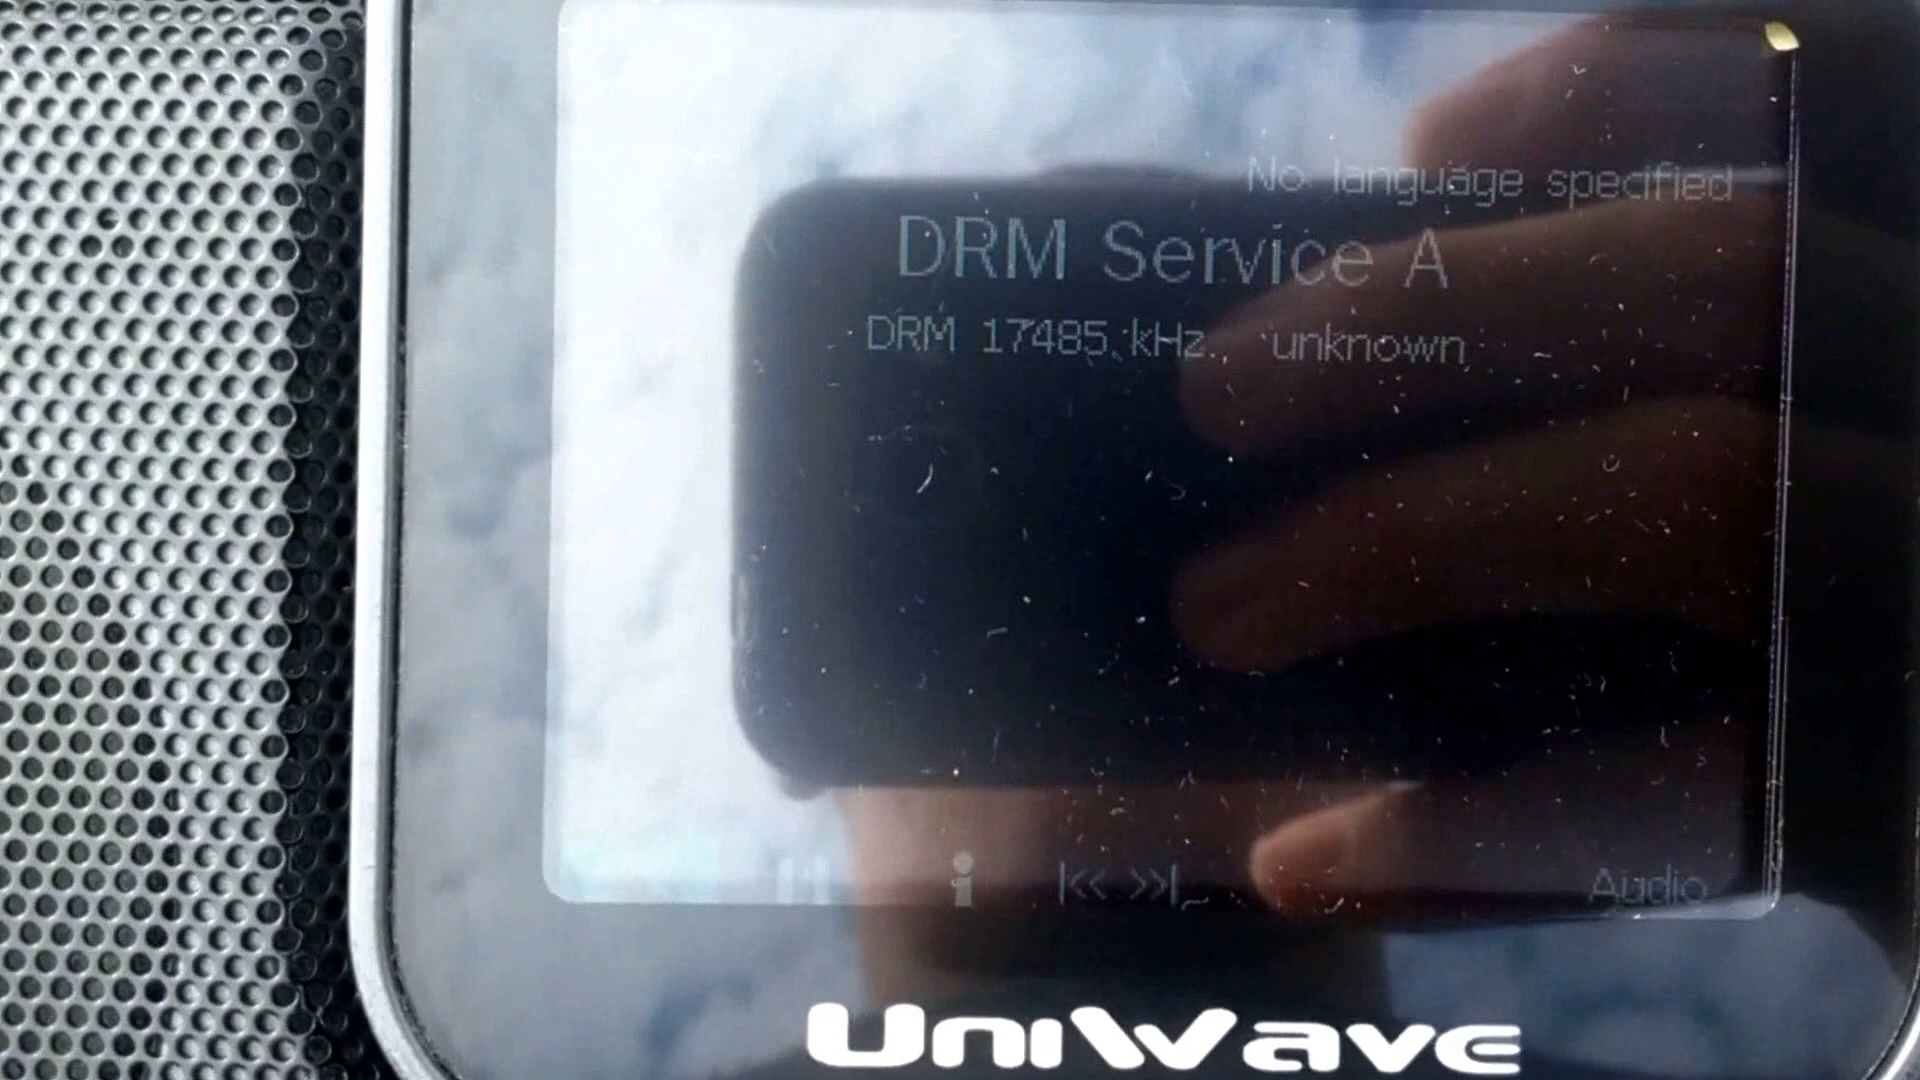 No language specified
DRM Service A
DRM 17485 kHz unknown
Audio
UniWave